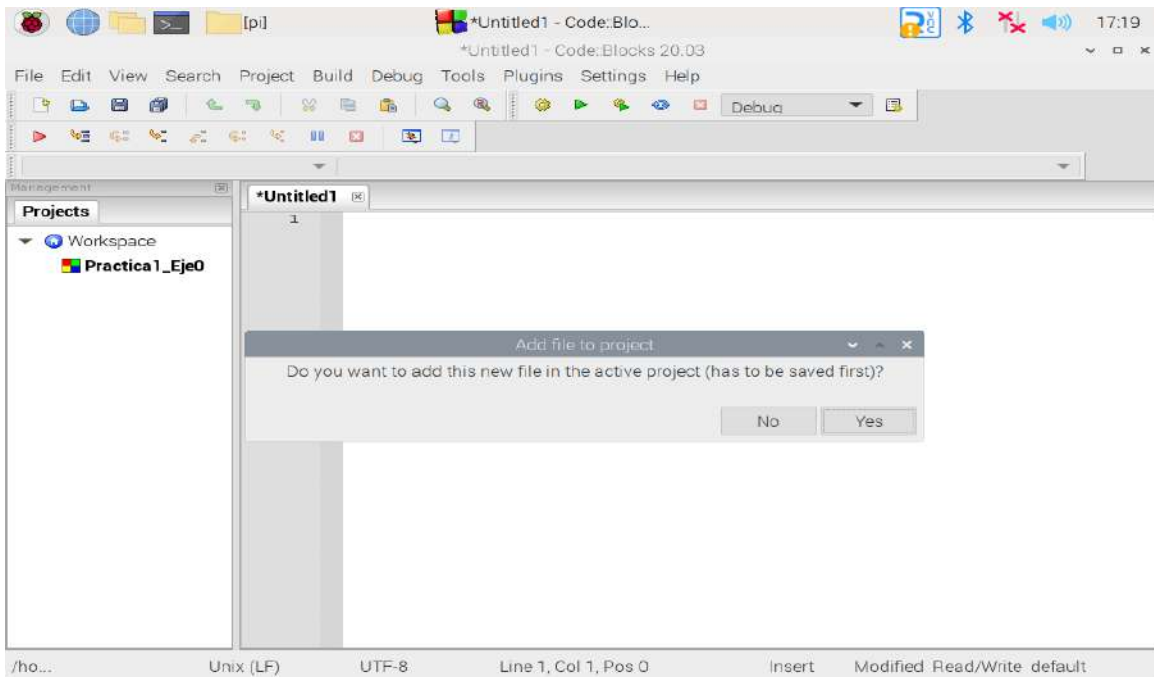 [pi] *Untitled1 - Code::Blo... 17:19
*Untitled1 - Code::Blocks 20.03
File Edit View Search Project Build Debug Tools Plugins Settings Help
Debug
Management
*Untitled1
Projects
1
Workspace
Practica1_Eje0
Add file to project
Do you want to add this new file in the active project (has to be saved first)?
No Yes
/ho... Unix (LF) UTF-8 Line 1, Col 1, Pos 0 Insert Modified Read/Write default